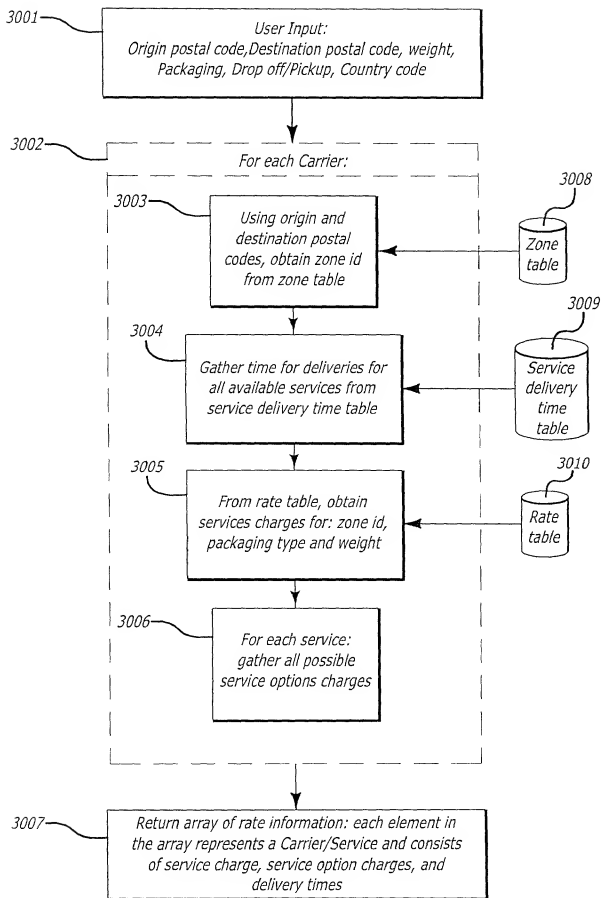 3001
User Input:
Origin postal code,Destination postal code, weight,
Packaging, Drop off/Pickup, Country code
3002
For each Carrier:
3003
Using origin and
destination postal
codes, obtain zone id
from zone table
3008
Zone
table
3004
Gather time for deliveries for
all available services from
service delivery time table
3009
Service
delivery
time
table
3005
From rate table, obtain
services charges for: zone id,
packaging type and weight
3010
Rate
table
3006
For each service:
gather all possible
service options charges
3007
Return array of rate information: each element in
the array represents a Carrier/Service and consists
of service charge, service option charges, and
delivery times